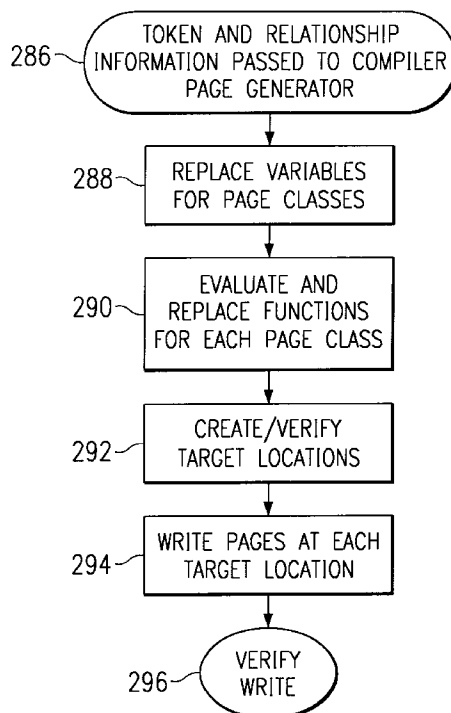 286
TOKEN AND RELATIONSHIP
INFORMATION PASSED TO COMPILER
PAGE GENERATOR
288
REPLACE VARIABLES
FOR PAGE CLASSES
290
EVALUATE AND
REPLACE FUNCTIONS
FOR EACH PAGE CLASS
292
CREATE/VERIFY
TARGET LOCATIONS
294
WRITE PAGES AT EACH
TARGET LOCATION
296
VERIFY
WRITE